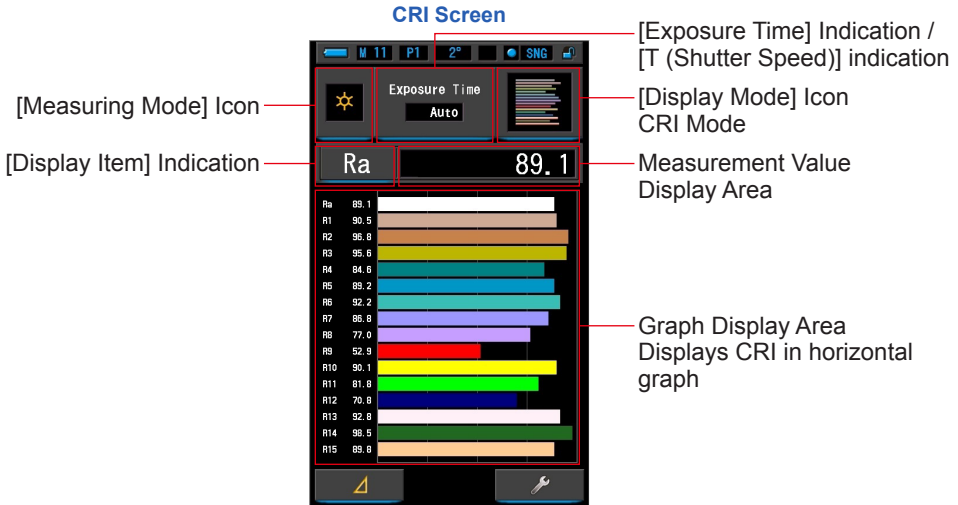 CRI Screen
[Exposure Time] Indication /
[T (Shutter Speed)] indication
M 11 P1 2° SNG
[Measuring Mode] Icon
Exposure Time
Auto
[Display Mode] Icon
CRI Mode
[Display Item] Indication
Ra 89.1
Measurement Value
Display Area
Ra 89.1
R1 90.5
R2 96.8
R3 95.6
R4 84.6
R5 89.2
R6 92.2
R7 86.8
R8 77.0
R9 52.9
R10 90.1
R11 81.8
R12 70.8
R13 92.8
R14 98.5
R15 89.8
Graph Display Area
Displays CRI in horizontal
graph